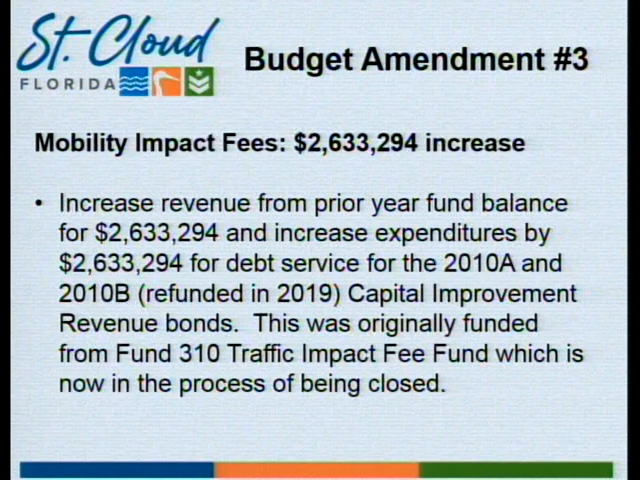 St. Cloud
FLORIDA
Budget Amendment #3
Mobility Impact Fees: $2,633,294 increase
• Increase revenue from prior year fund balance
for $2,633,294 and increase expenditures by
$2,633,294 for debt service for the 2010A and
2010B (refunded in 2019) Capital Improvement
Revenue bonds.  This was originally funded
from Fund 310 Traffic Impact Fee Fund which is
now in the process of being closed.